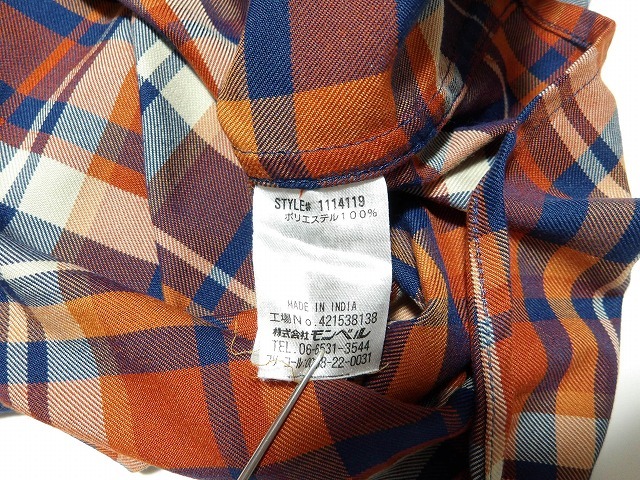 STYLE# 1114119
ポリエステル100%
MADE IN INDIA
工場No.421538138
株式会社モンベル
TEL.06-6531-3544
フリーコール 22-0031